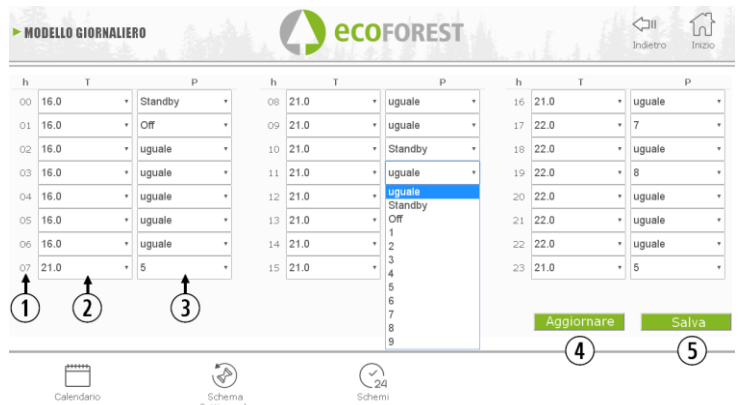 MODELLO GIORNALIERO
ecoFOREST
Indietro
Inizio
h T P h T P h T P
00 16.0 Standby 08 21.0 uguale 16 21.0 uguale
01 16.0 Off 09 21.0 uguale 17 22.0 7
02 16.0 uguale 10 21.0 Standby 18 22.0 uguale
03 16.0 uguale 11 21.0 uguale 19 22.0 8
04 16.0 uguale 12 21.0 uguale 20 22.0 uguale
Standby
05 16.0 uguale 13 21.0 Off 21 22.0 uguale
1
06 16.0 uguale 14 21.0 2 22 22.0 uguale
3
07 21.0 5 15 21.0 4 23 21.0 5
5
6
7
8
9
1 2 3
Aggiornare Salva
4 5
Calendario
Schema
24
Schemi